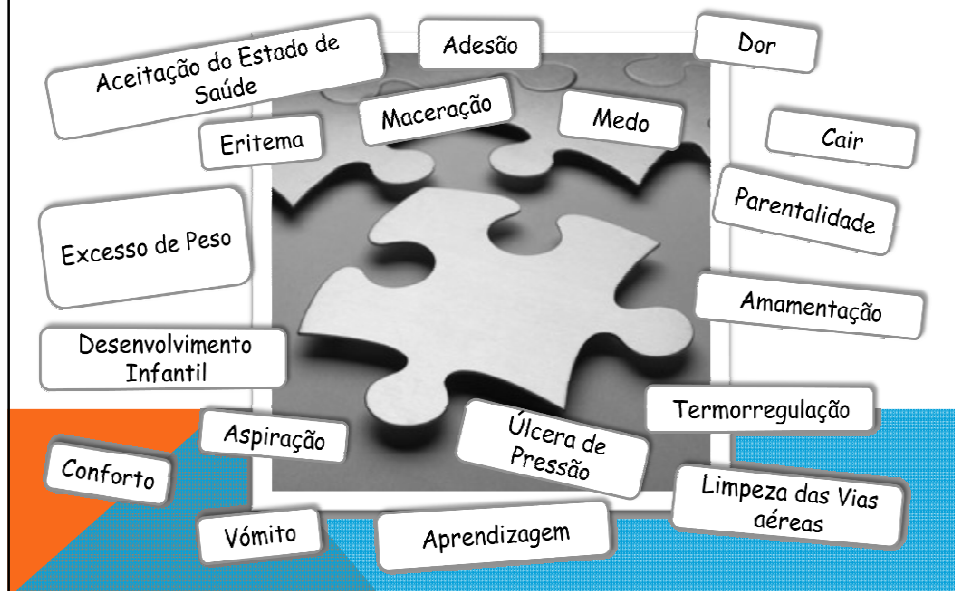 Aceitação do Estado de
Saúde
Adesão
Dor
Eritema
Maceração
Medo
Cair
Excesso de Peso
Parentalidade
Amamentação
Desenvolvimento
Infantil
Aspiração
Úlcera de
Pressão
Termorregulação
Conforto
Vómito
Aprendizagem
Limpeza das Vias
aéreas